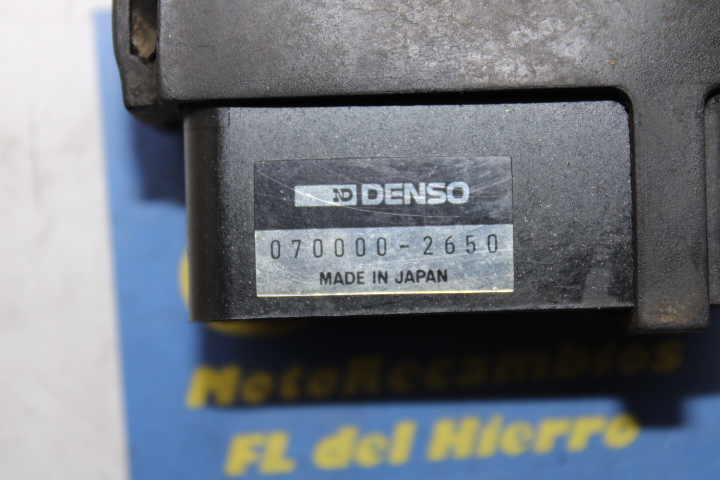 ND DENSO
070000-2650
MADE IN JAPAN
MotoRecambios
FL del Hierro